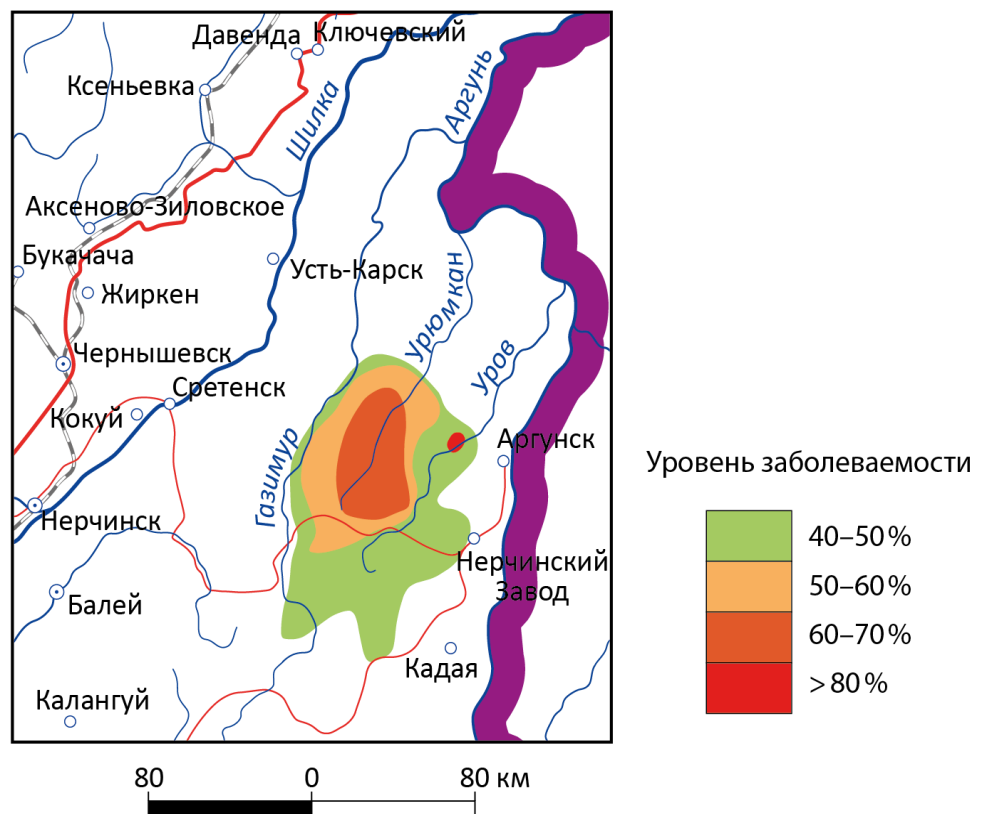 Давенда
Ключевский
Ксеньевка
Шилка
Аргунь
Аксеново-Зиловское
Букачача
Усть-Карск
Жиркен
Урюмкан
Чернышевск
Уров
Сретенск
Кокуй
Аргунск
Газимур
Нерчинск
Нерчинский
Завод
Балей
Кадая
Калангуй
Уровень заболеваемости
40–50 %
50–60 %
60–70 %
> 80 %
80 0 80 км